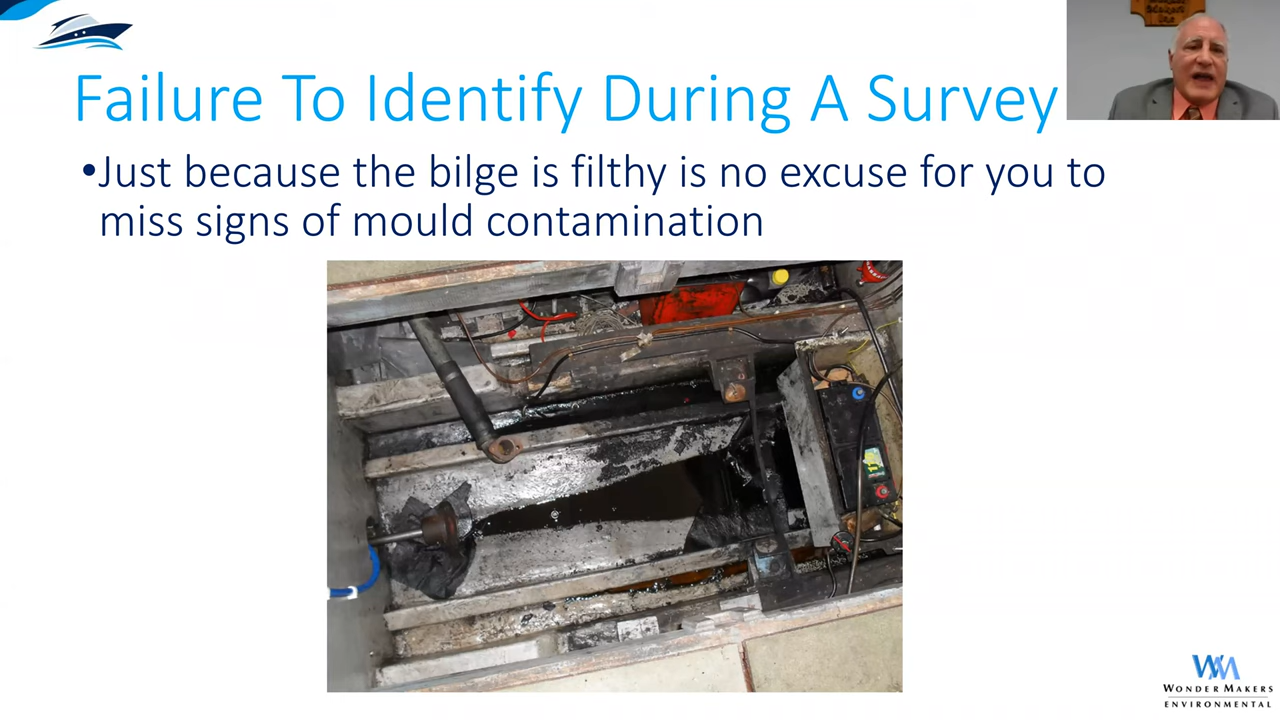 Failure To Identify During A Survey
•Just because the bilge is filthy is no excuse for you to
miss signs of mould contamination
WM
WONDER MAKERS
ENVIRONMENTAL